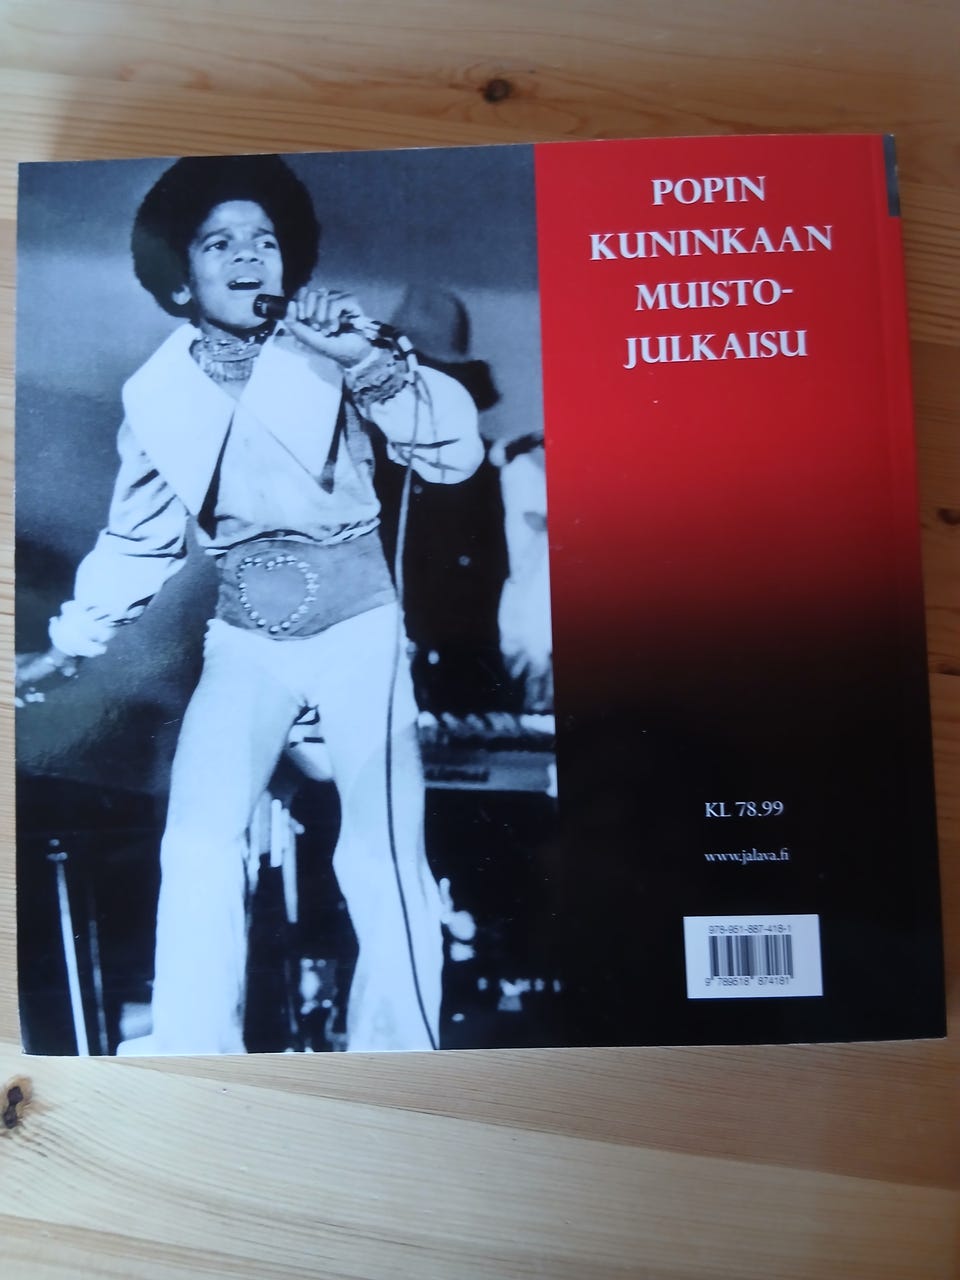 POPIN
KUNINKAAN
MUISTO-
JULKAISU
KL 78.99
www.jalava.fi
978-951-887-418-1
9 789518 874181